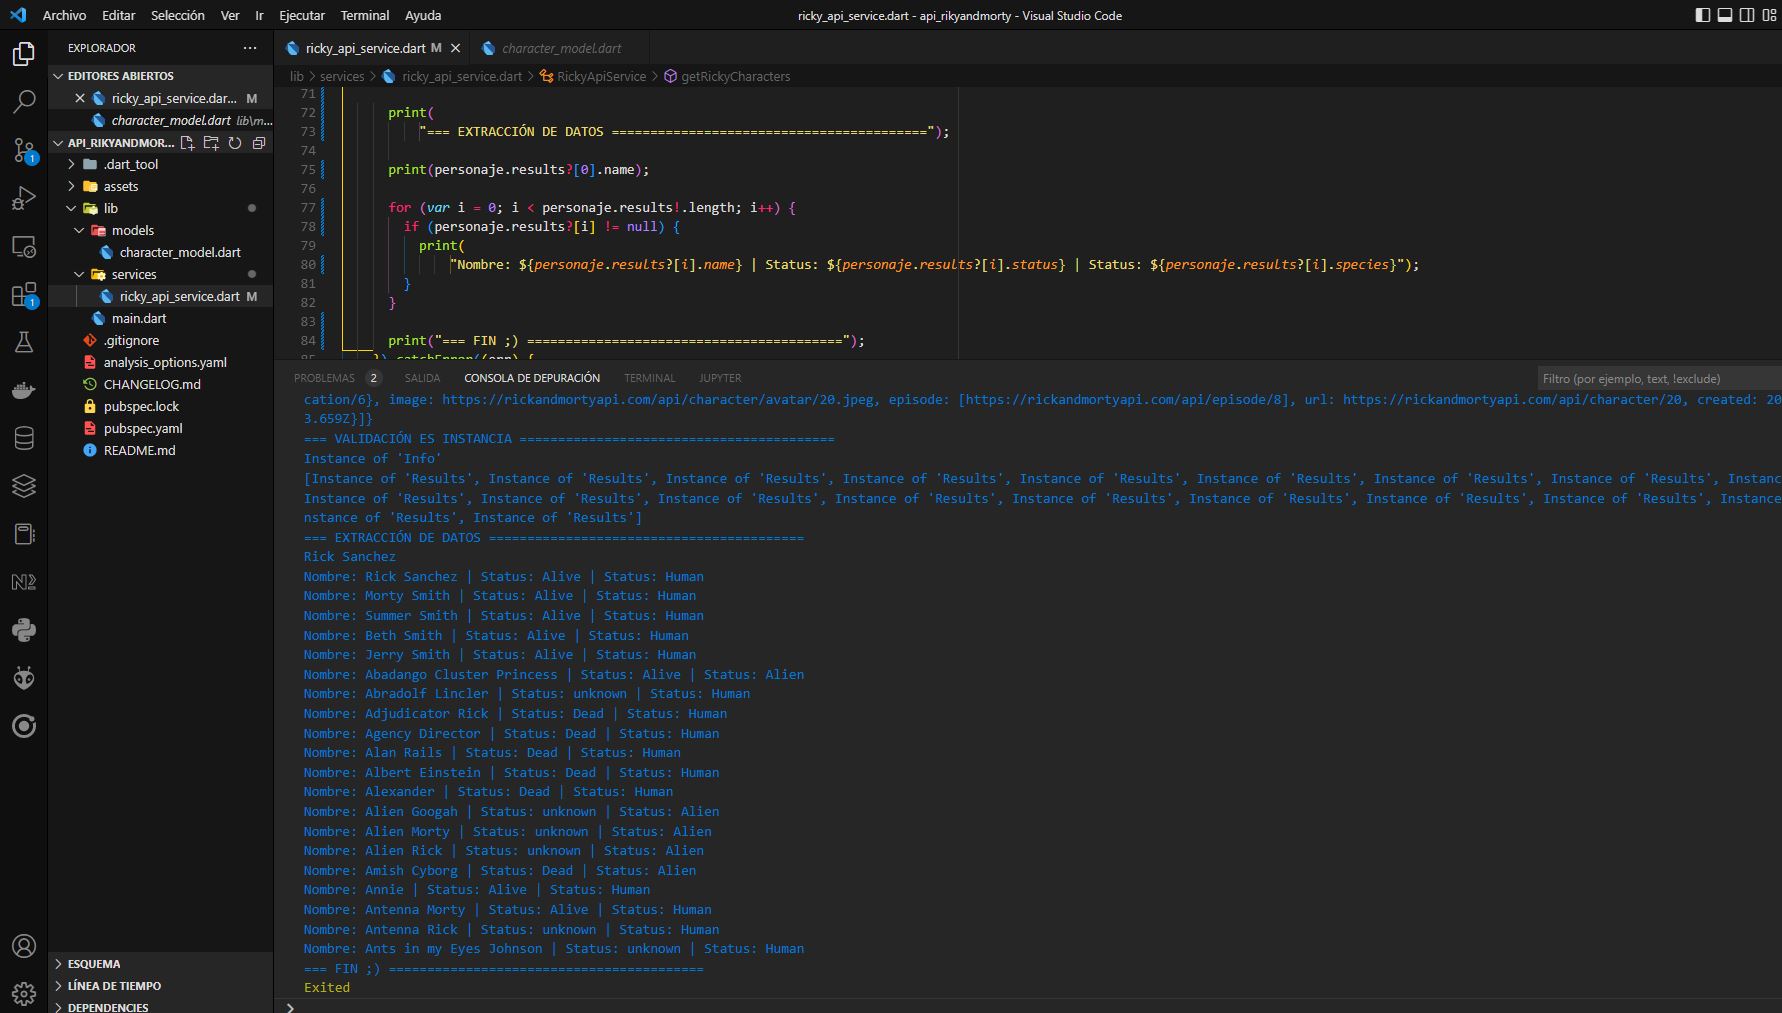 Archivo Editar Selección Ver Ir Ejecutar Terminal Ayuda
ricky_api_service.dart - api_rikyandmorty - Visual Studio Code
EXPLORADOR ···
EDITORES ABIERTOS
ricky_api_service.dar... M
character_model.dart lib\m...
API_RIKYANDMOR...
.dart_tool
assets
lib
models
character_model.dart
services
ricky_api_service.dart M
main.dart
.gitignore
analysis_options.yaml
CHANGELOG.md
pubspec.lock
pubspec.yaml
README.md
1
1
ESQUEMA
LÍNEA DE TIEMPO
DEPENDENCIES
ricky_api_service.dart M
character_model.dart
lib > services > ricky_api_service.dart > RickyApiService > getRickyCharacters
71
72 print(
73 "=== EXTRACCIÓN DE DATOS =========================================");
74
75 print(personaje.results?[0].name);
76
77 for (var i = 0; i < personaje.results!.length; i++) {
78 if (personaje.results?[i] != null) {
79 print(
80 "Nombre: ${personaje.results?[i].name} | Status: ${personaje.results?[i].status} | Status: ${personaje.results?[i].species}");
81 }
82 }
83
84 print("=== FIN ;) =========================================");
85 }).catchError((err) {
PROBLEMAS 2 SALIDA CONSOLA DE DEPURACIÓN TERMINAL JUPYTER
Filtro (por ejemplo, text, !exclude)
cation/6}, image: https://rickandmortyapi.com/api/character/avatar/20.jpeg, episode: [https://rickandmortyapi.com/api/episode/8], url: https://rickandmortyapi.com/api/character/20, created: 20
3.659Z}]}
=== VALIDACIÓN ES INSTANCIA =========================================
Instance of 'Info'
[Instance of 'Results', Instance of 'Results', Instance of 'Results', Instance of 'Results', Instance of 'Results', Instance of 'Results', Instance of 'Results', Instance of 'Results', Instanc
Instance of 'Results', Instance of 'Results', Instance of 'Results', Instance of 'Results', Instance of 'Results', Instance of 'Results', Instance of 'Results', Instance of 'Results', Instance
nstance of 'Results', Instance of 'Results']
=== EXTRACCIÓN DE DATOS =========================================
Rick Sanchez
Nombre: Rick Sanchez | Status: Alive | Status: Human
Nombre: Morty Smith | Status: Alive | Status: Human
Nombre: Summer Smith | Status: Alive | Status: Human
Nombre: Beth Smith | Status: Alive | Status: Human
Nombre: Jerry Smith | Status: Alive | Status: Human
Nombre: Abadango Cluster Princess | Status: Alive | Status: Alien
Nombre: Abradolf Lincler | Status: unknown | Status: Human
Nombre: Adjudicator Rick | Status: Dead | Status: Human
Nombre: Agency Director | Status: Dead | Status: Human
Nombre: Alan Rails | Status: Dead | Status: Human
Nombre: Albert Einstein | Status: Dead | Status: Human
Nombre: Alexander | Status: Dead | Status: Human
Nombre: Alien Googah | Status: unknown | Status: Alien
Nombre: Alien Morty | Status: unknown | Status: Alien
Nombre: Alien Rick | Status: unknown | Status: Alien
Nombre: Amish Cyborg | Status: Dead | Status: Alien
Nombre: Annie | Status: Alive | Status: Human
Nombre: Antenna Morty | Status: Alive | Status: Human
Nombre: Antenna Rick | Status: unknown | Status: Human
Nombre: Ants in my Eyes Johnson | Status: unknown | Status: Human
=== FIN ;) =========================================
Exited